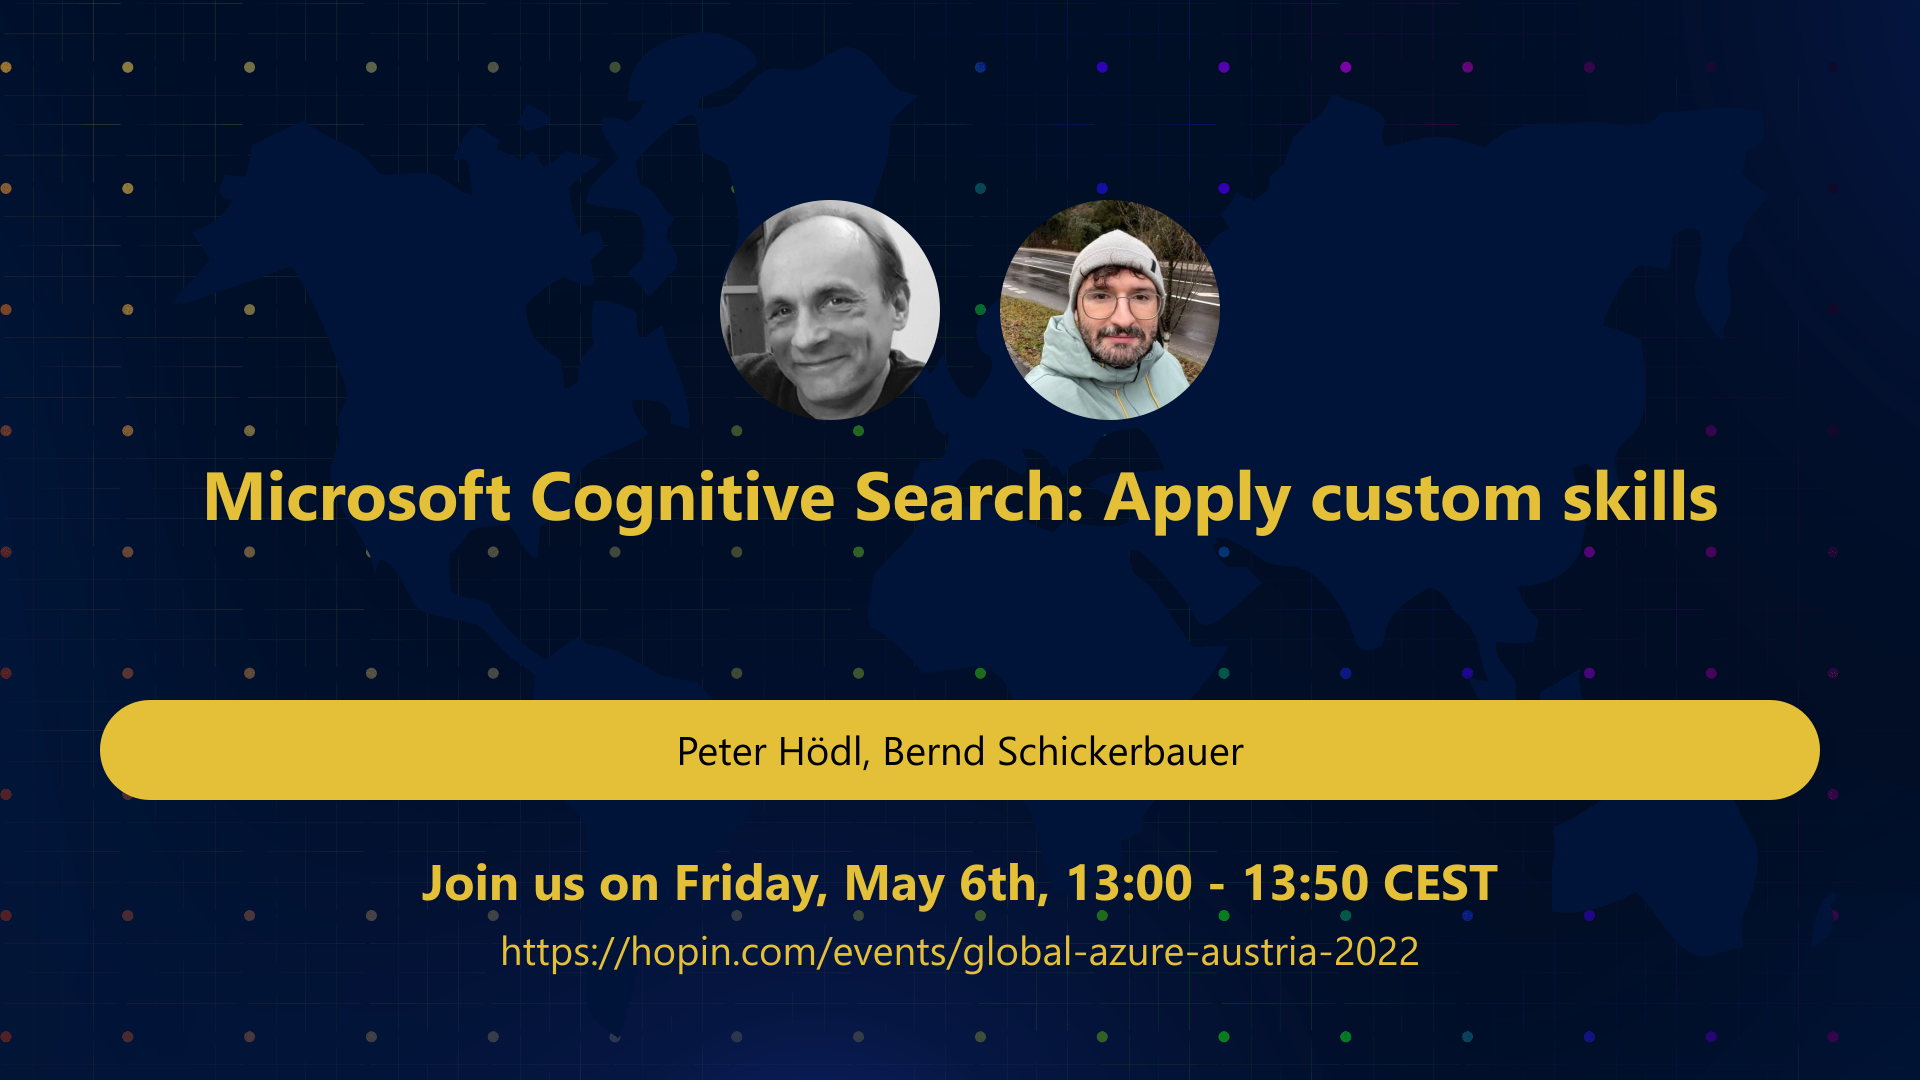 Microsoft Cognitive Search: Apply custom skills
Peter Hödl, Bernd Schickerbauer
Join us on Friday, May 6th, 13:00 - 13:50 CEST
https://hopin.com/events/global-azure-austria-2022